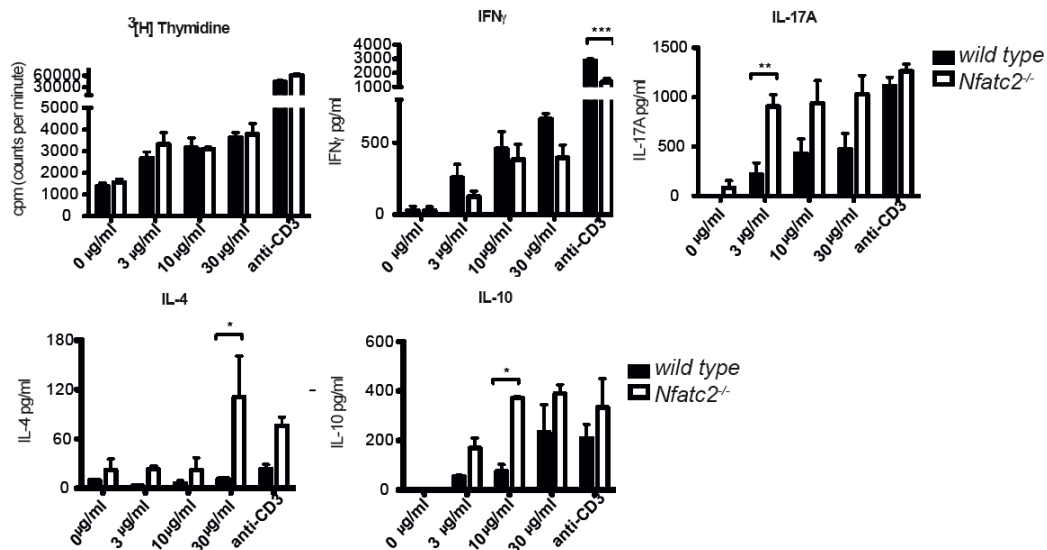 ³[H] Thymidine
cpm (counts per minute)
60000
30000
5000
4000
3000
2000
1000
0
0 µg/ml
3 µg/ml
10 µg/ml
30 µg/ml
anti-CD3
IFNγ
IFNγ pg/ml
4000
3000
2000
1000
500
0
***
0 µg/ml
3 µg/ml
10 µg/ml
30 µg/ml
anti-CD3
IL-17A
IL-17A pg/ml
1500
1000
500
0
**
0 µg/ml
3 µg/ml
10 µg/ml
30 µg/ml
anti-CD3
wild type
Nfatc2-/-
IL-4
IL-4 pg/ml
180
120
60
0
*
0µg/ml
3 µg/ml
10µg/ml
30µg/ml
anti-CD3
IL-10
IL-10 pg/ml
600
400
200
0
*
0 µg/ml
3 µg/ml
10 µg/ml
30 µg/ml
anti-CD3
wild type
Nfatc2-/-